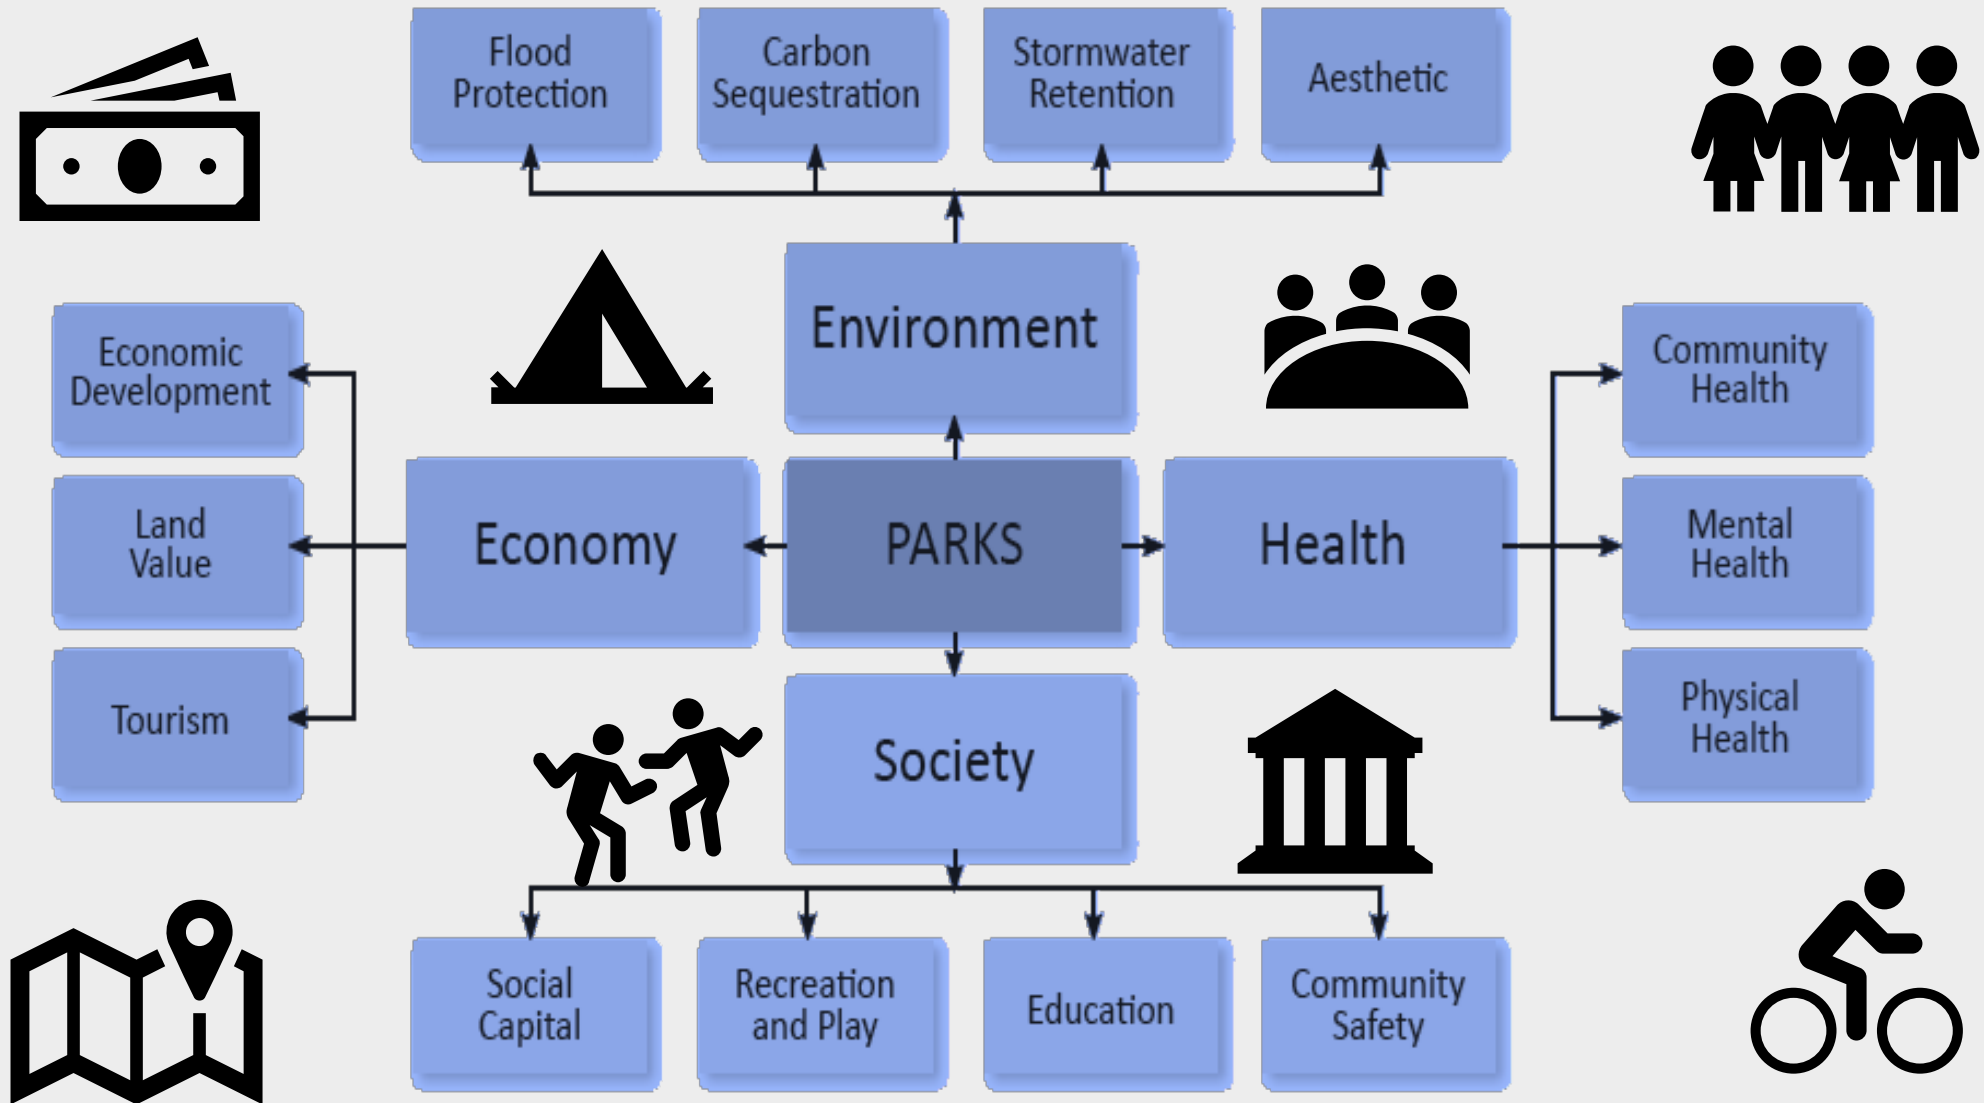 Flood
Protection
Carbon
Sequestration
Stormwater
Retention
Aesthetic
Environment
Economic
Development
Land
Value
Tourism
Economy
PARKS
Health
Community
Health
Mental
Health
Physical
Health
Society
Social
Capital
Recreation
and Play
Education
Community
Safety